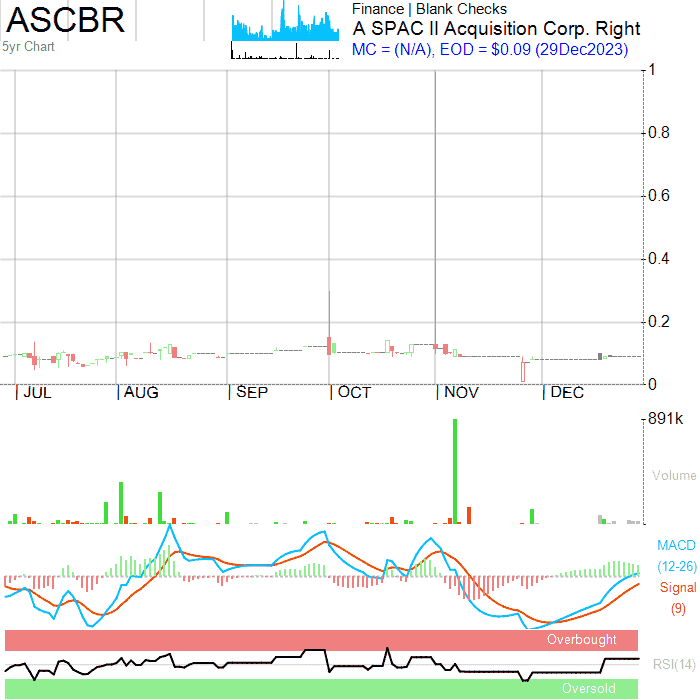 ASCBR
5yr Chart
Finance | Blank Checks
A SPAC II Acquisition Corp. Right
MC = (N/A), EOD = $0.09 (29Dec2023)
1
0.8
0.6
0.4
0.2
0
JUL AUG SEP OCT NOV DEC
891k
Volume
MACD
(12-26)
Signal
(9)
Overbought
RSI(14)
Oversold